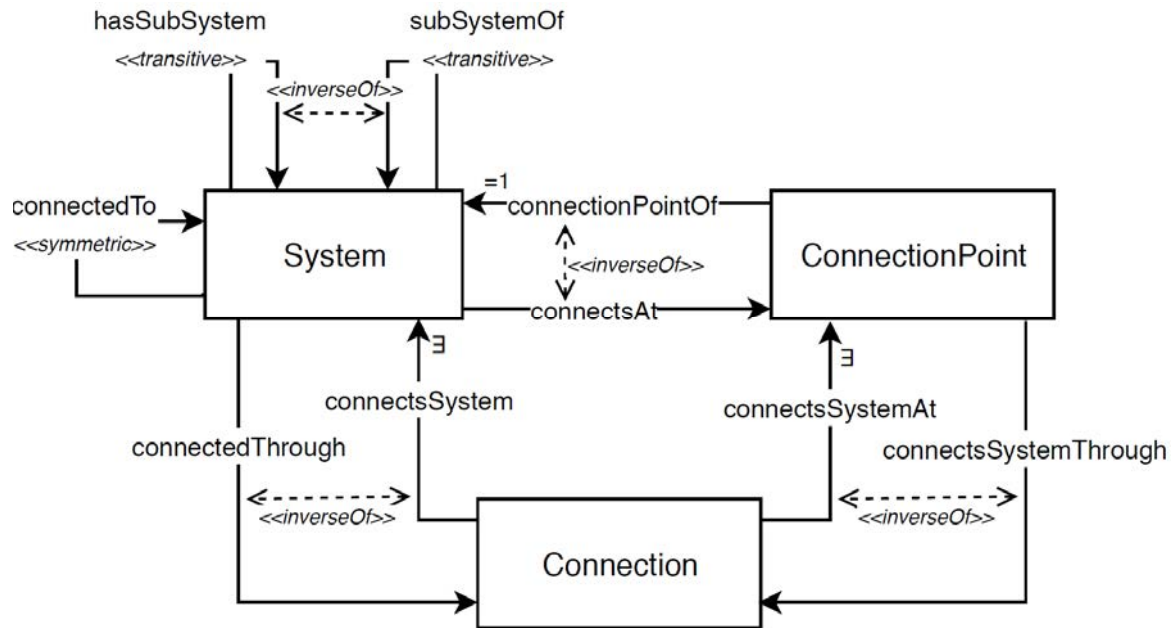 hasSubSystem
subSystemOf
<<transitive>>
<<transitive>>
<<inverseOf>>
=1
connectedTo
connectionPointOf
<<symmetric>>
System
<<inverseOf>>
ConnectionPoint
connectsAt
∃
∃
connectsSystem
connectsSystemAt
connectedThrough
connectsSystemThrough
<<inverseOf>>
<<inverseOf>>
Connection